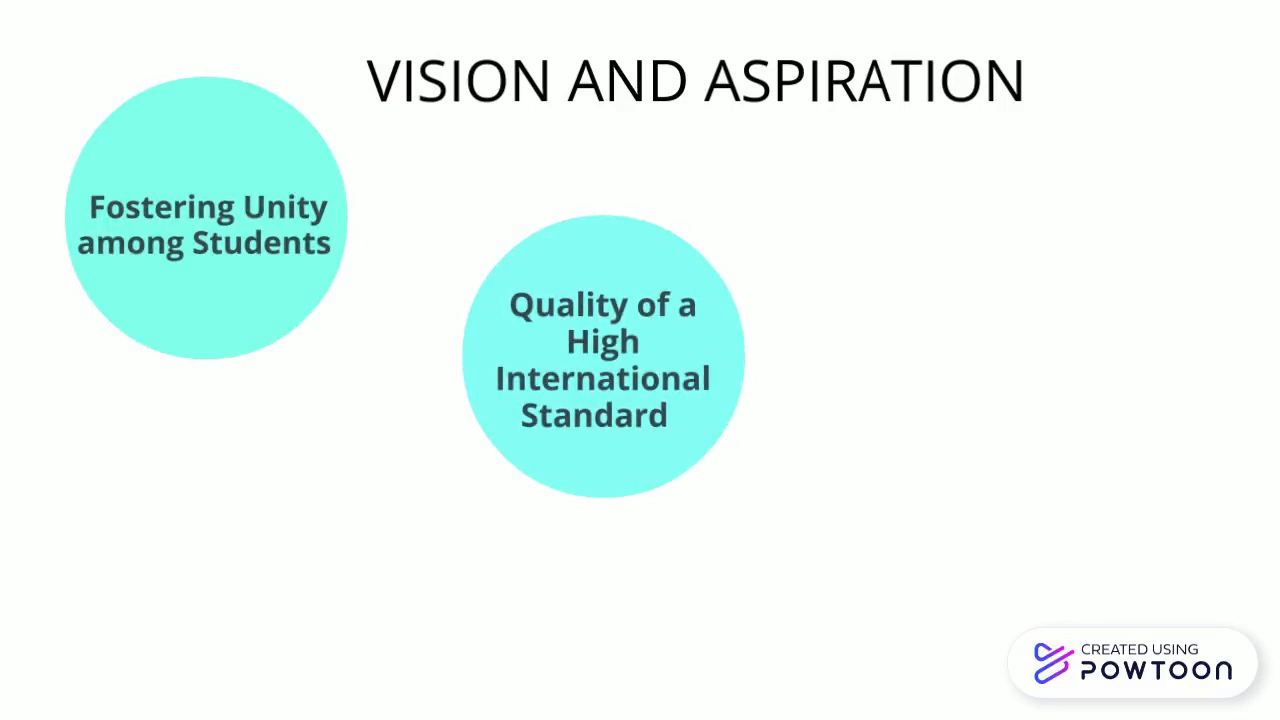 VISION AND ASPIRATION
Fostering Unity
among Students
Quality of a
High
International
Standard
CREATED USING
POWTOON